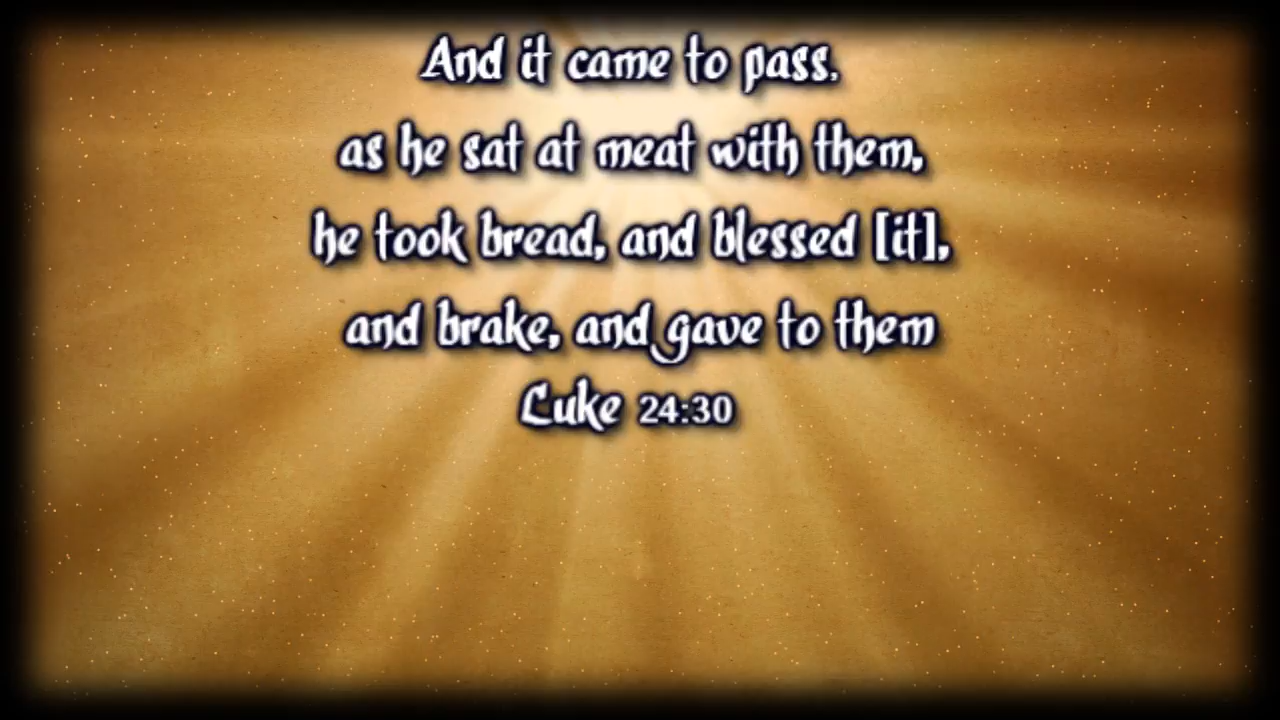 And it came to pass,
as he sat at meat with them,
he took bread, and blessed [it],
and brake, and gave to them
Luke 24:30